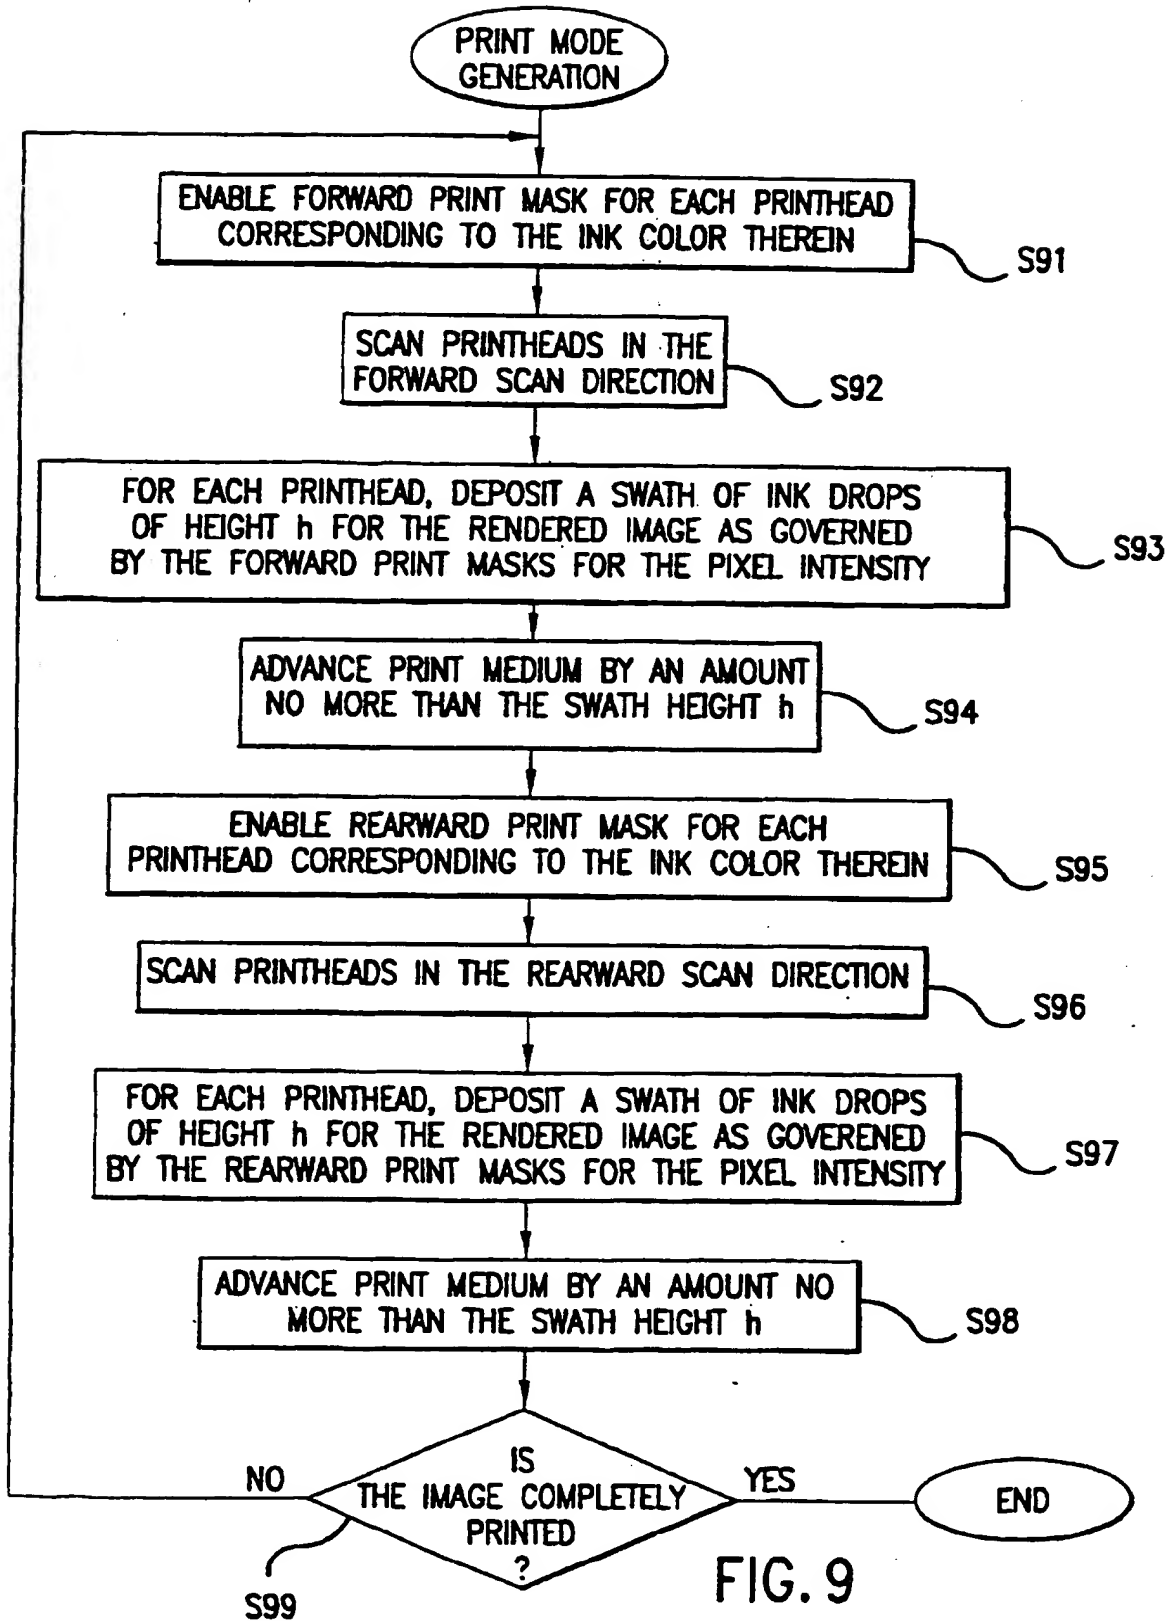 PRINT MODE
GENERATION
ENABLE FORWARD PRINT MASK FOR EACH PRINTHEAD
CORRESPONDING TO THE INK COLOR THEREIN
S91
SCAN PRINTHEADS IN THE
FORWARD SCAN DIRECTION
S92
FOR EACH PRINTHEAD, DEPOSIT A SWATH OF INK DROPS
OF HEIGHT h FOR THE RENDERED IMAGE AS GOVERNED
BY THE FORWARD PRINT MASKS FOR THE PIXEL INTENSITY
S93
ADVANCE PRINT MEDIUM BY AN AMOUNT
NO MORE THAN THE SWATH HEIGHT h
S94
ENABLE REARWARD PRINT MASK FOR EACH
PRINTHEAD CORRESPONDING TO THE INK COLOR THEREIN
S95
SCAN PRINTHEADS IN THE REARWARD SCAN DIRECTION
S96
FOR EACH PRINTHEAD, DEPOSIT A SWATH OF INK DROPS
OF HEIGHT h FOR THE RENDERED IMAGE AS GOVERENED
BY THE REARWARD PRINT MASKS FOR THE PIXEL INTENSITY
S97
ADVANCE PRINT MEDIUM BY AN AMOUNT NO
MORE THAN THE SWATH HEIGHT h
S98
IS
THE IMAGE COMPLETELY
PRINTED
?
NO
YES
END
S99
FIG. 9